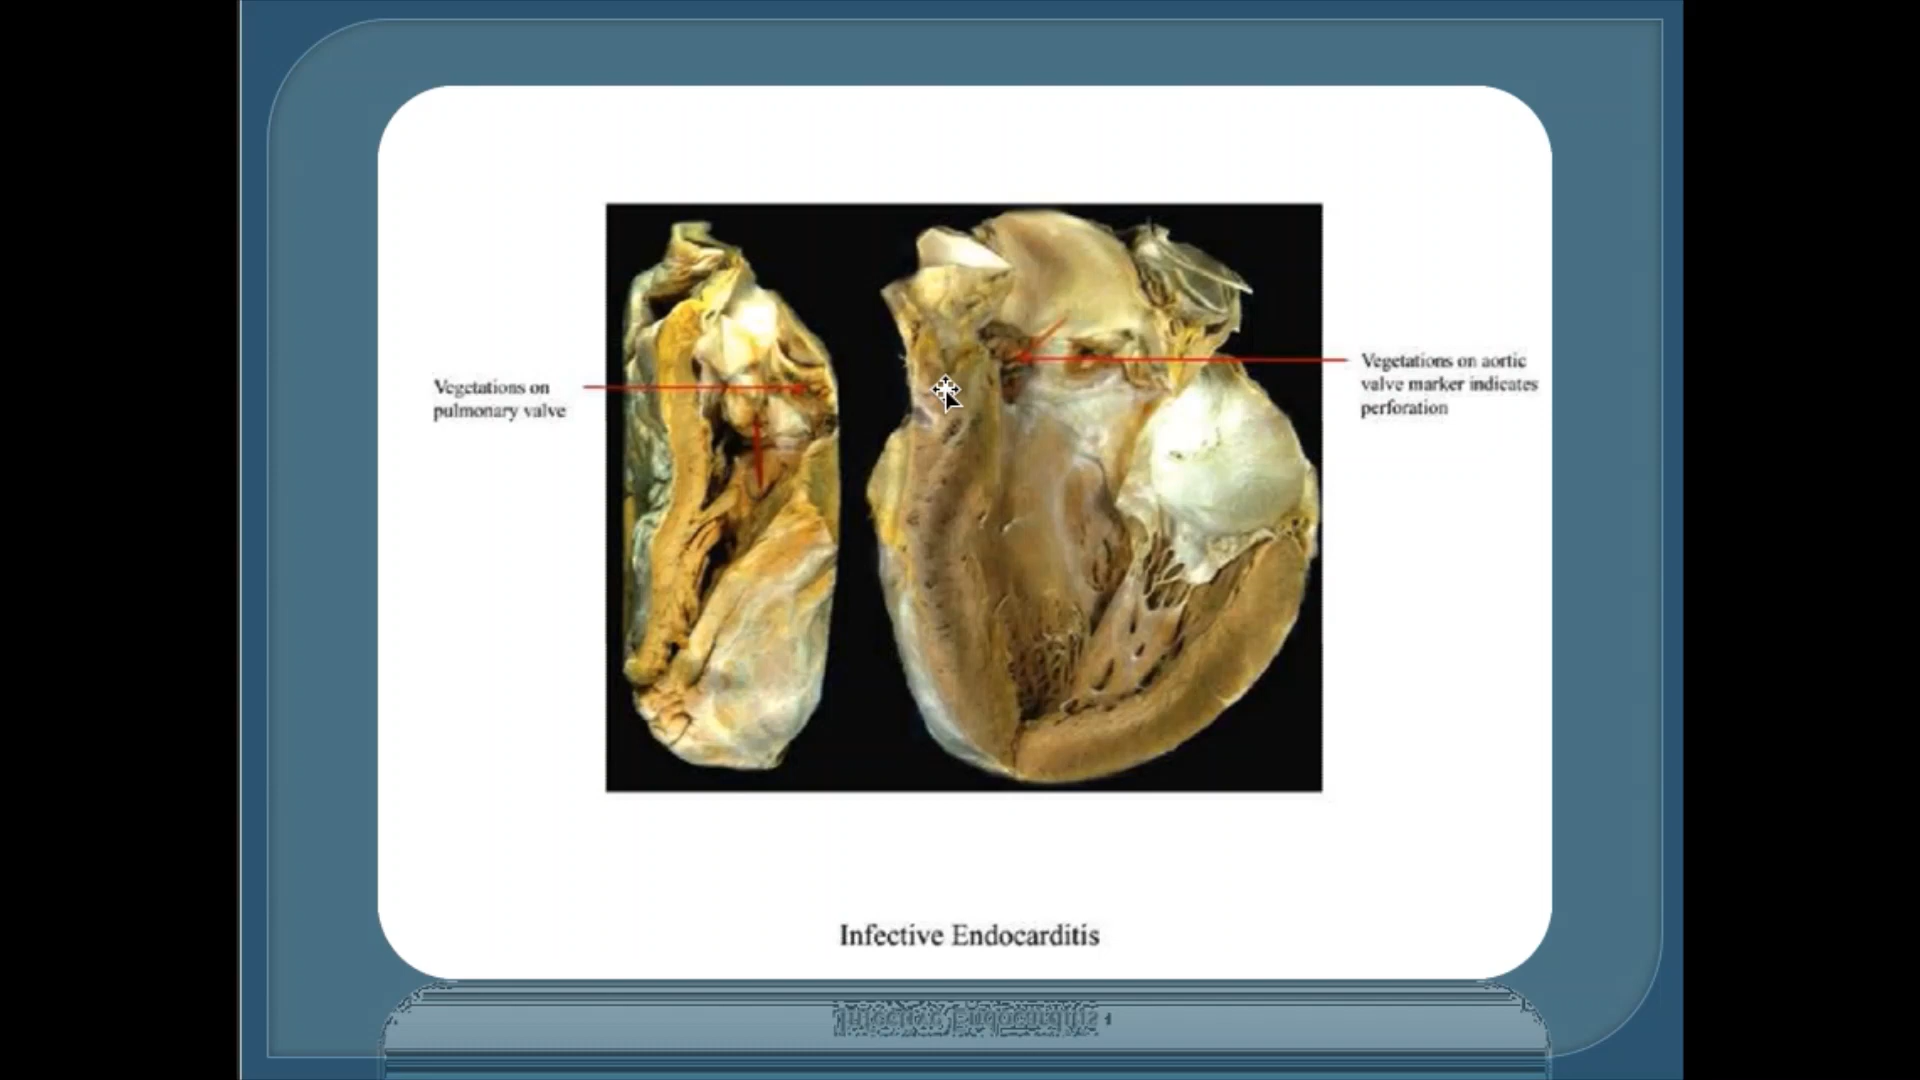 Vegetations on
pulmonary valve
Vegetations on aortic
valve marker indicates
perforation
Infective Endocarditis